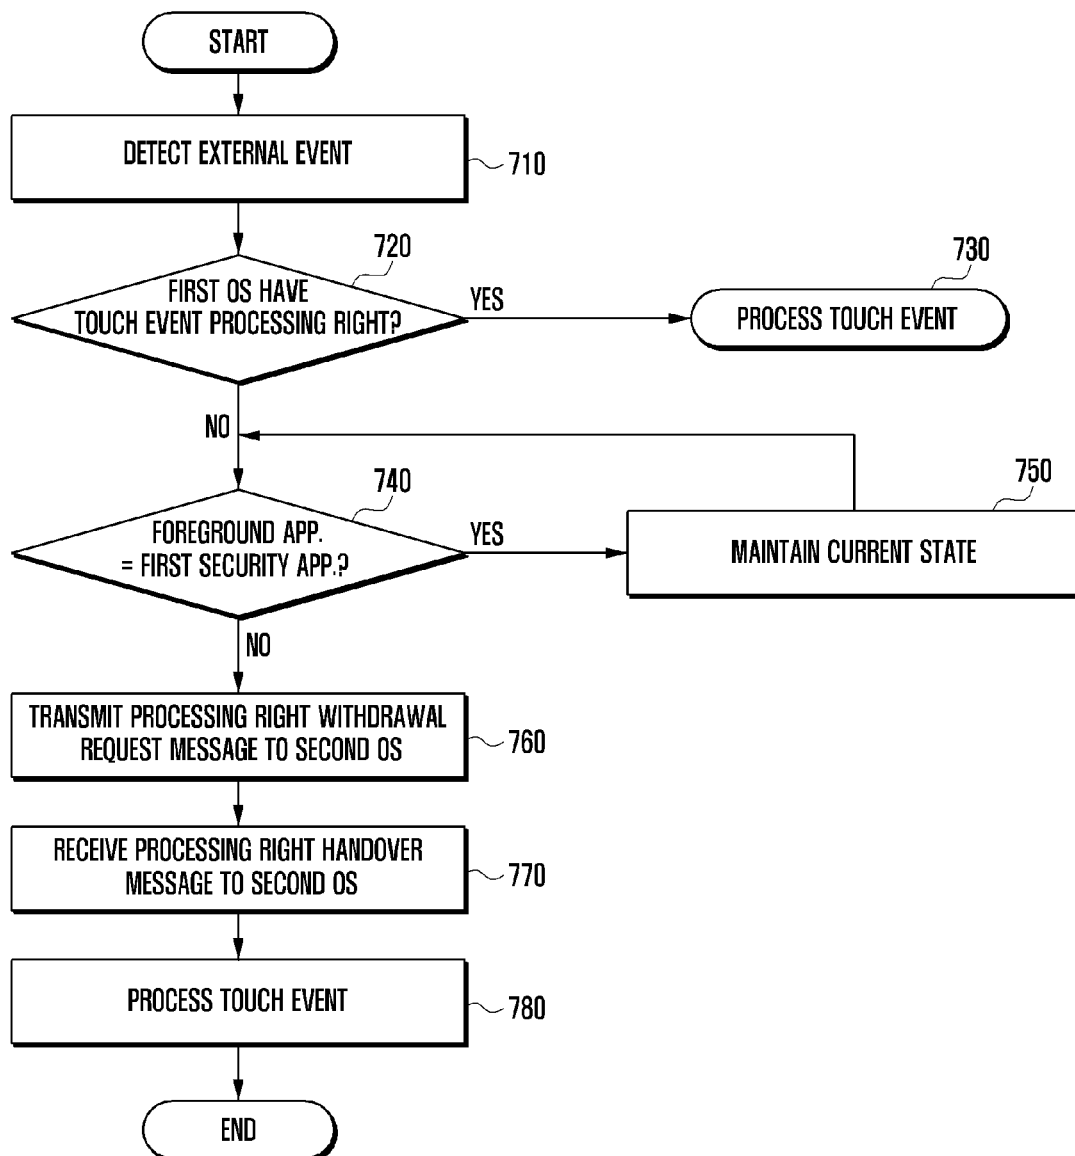 START
DETECT EXTERNAL EVENT
710
720
FIRST OS HAVE
TOUCH EVENT PROCESSING RIGHT?
YES
730
PROCESS TOUCH EVENT
NO
740
FOREGROUND APP.
= FIRST SECURITY APP.?
YES
750
MAINTAIN CURRENT STATE
NO
TRANSMIT PROCESSING RIGHT WITHDRAWAL
REQUEST MESSAGE TO SECOND OS
760
RECEIVE PROCESSING RIGHT HANDOVER
MESSAGE TO SECOND OS
770
PROCESS TOUCH EVENT
780
END